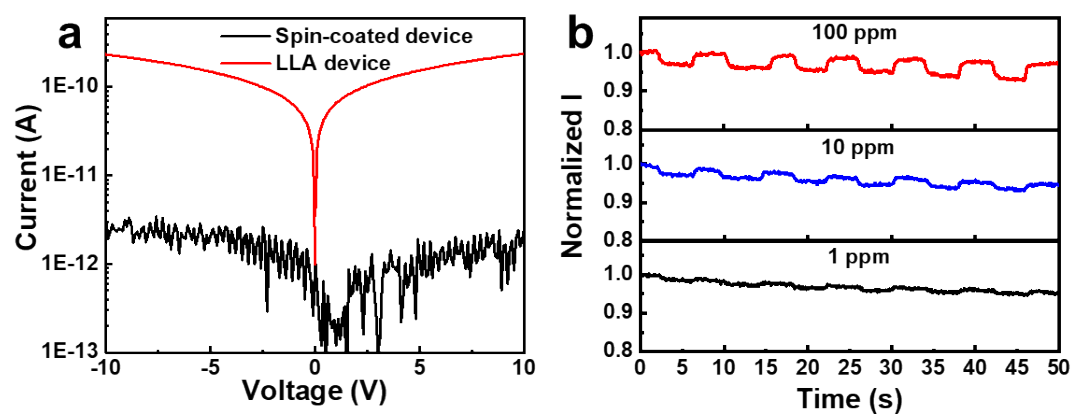 a
Spin-coated device
LLA device
Current (A)
1E-10
1E-11
1E-12
1E-13
-10
-5
0
5
10
Voltage (V)
b
Normalized I
100 ppm
1.0
0.9
0.8
10 ppm
1.0
0.9
0.8
1 ppm
1.0
0.9
0.8
0
5
10
15
20
25
30
35
40
45
50
Time (s)